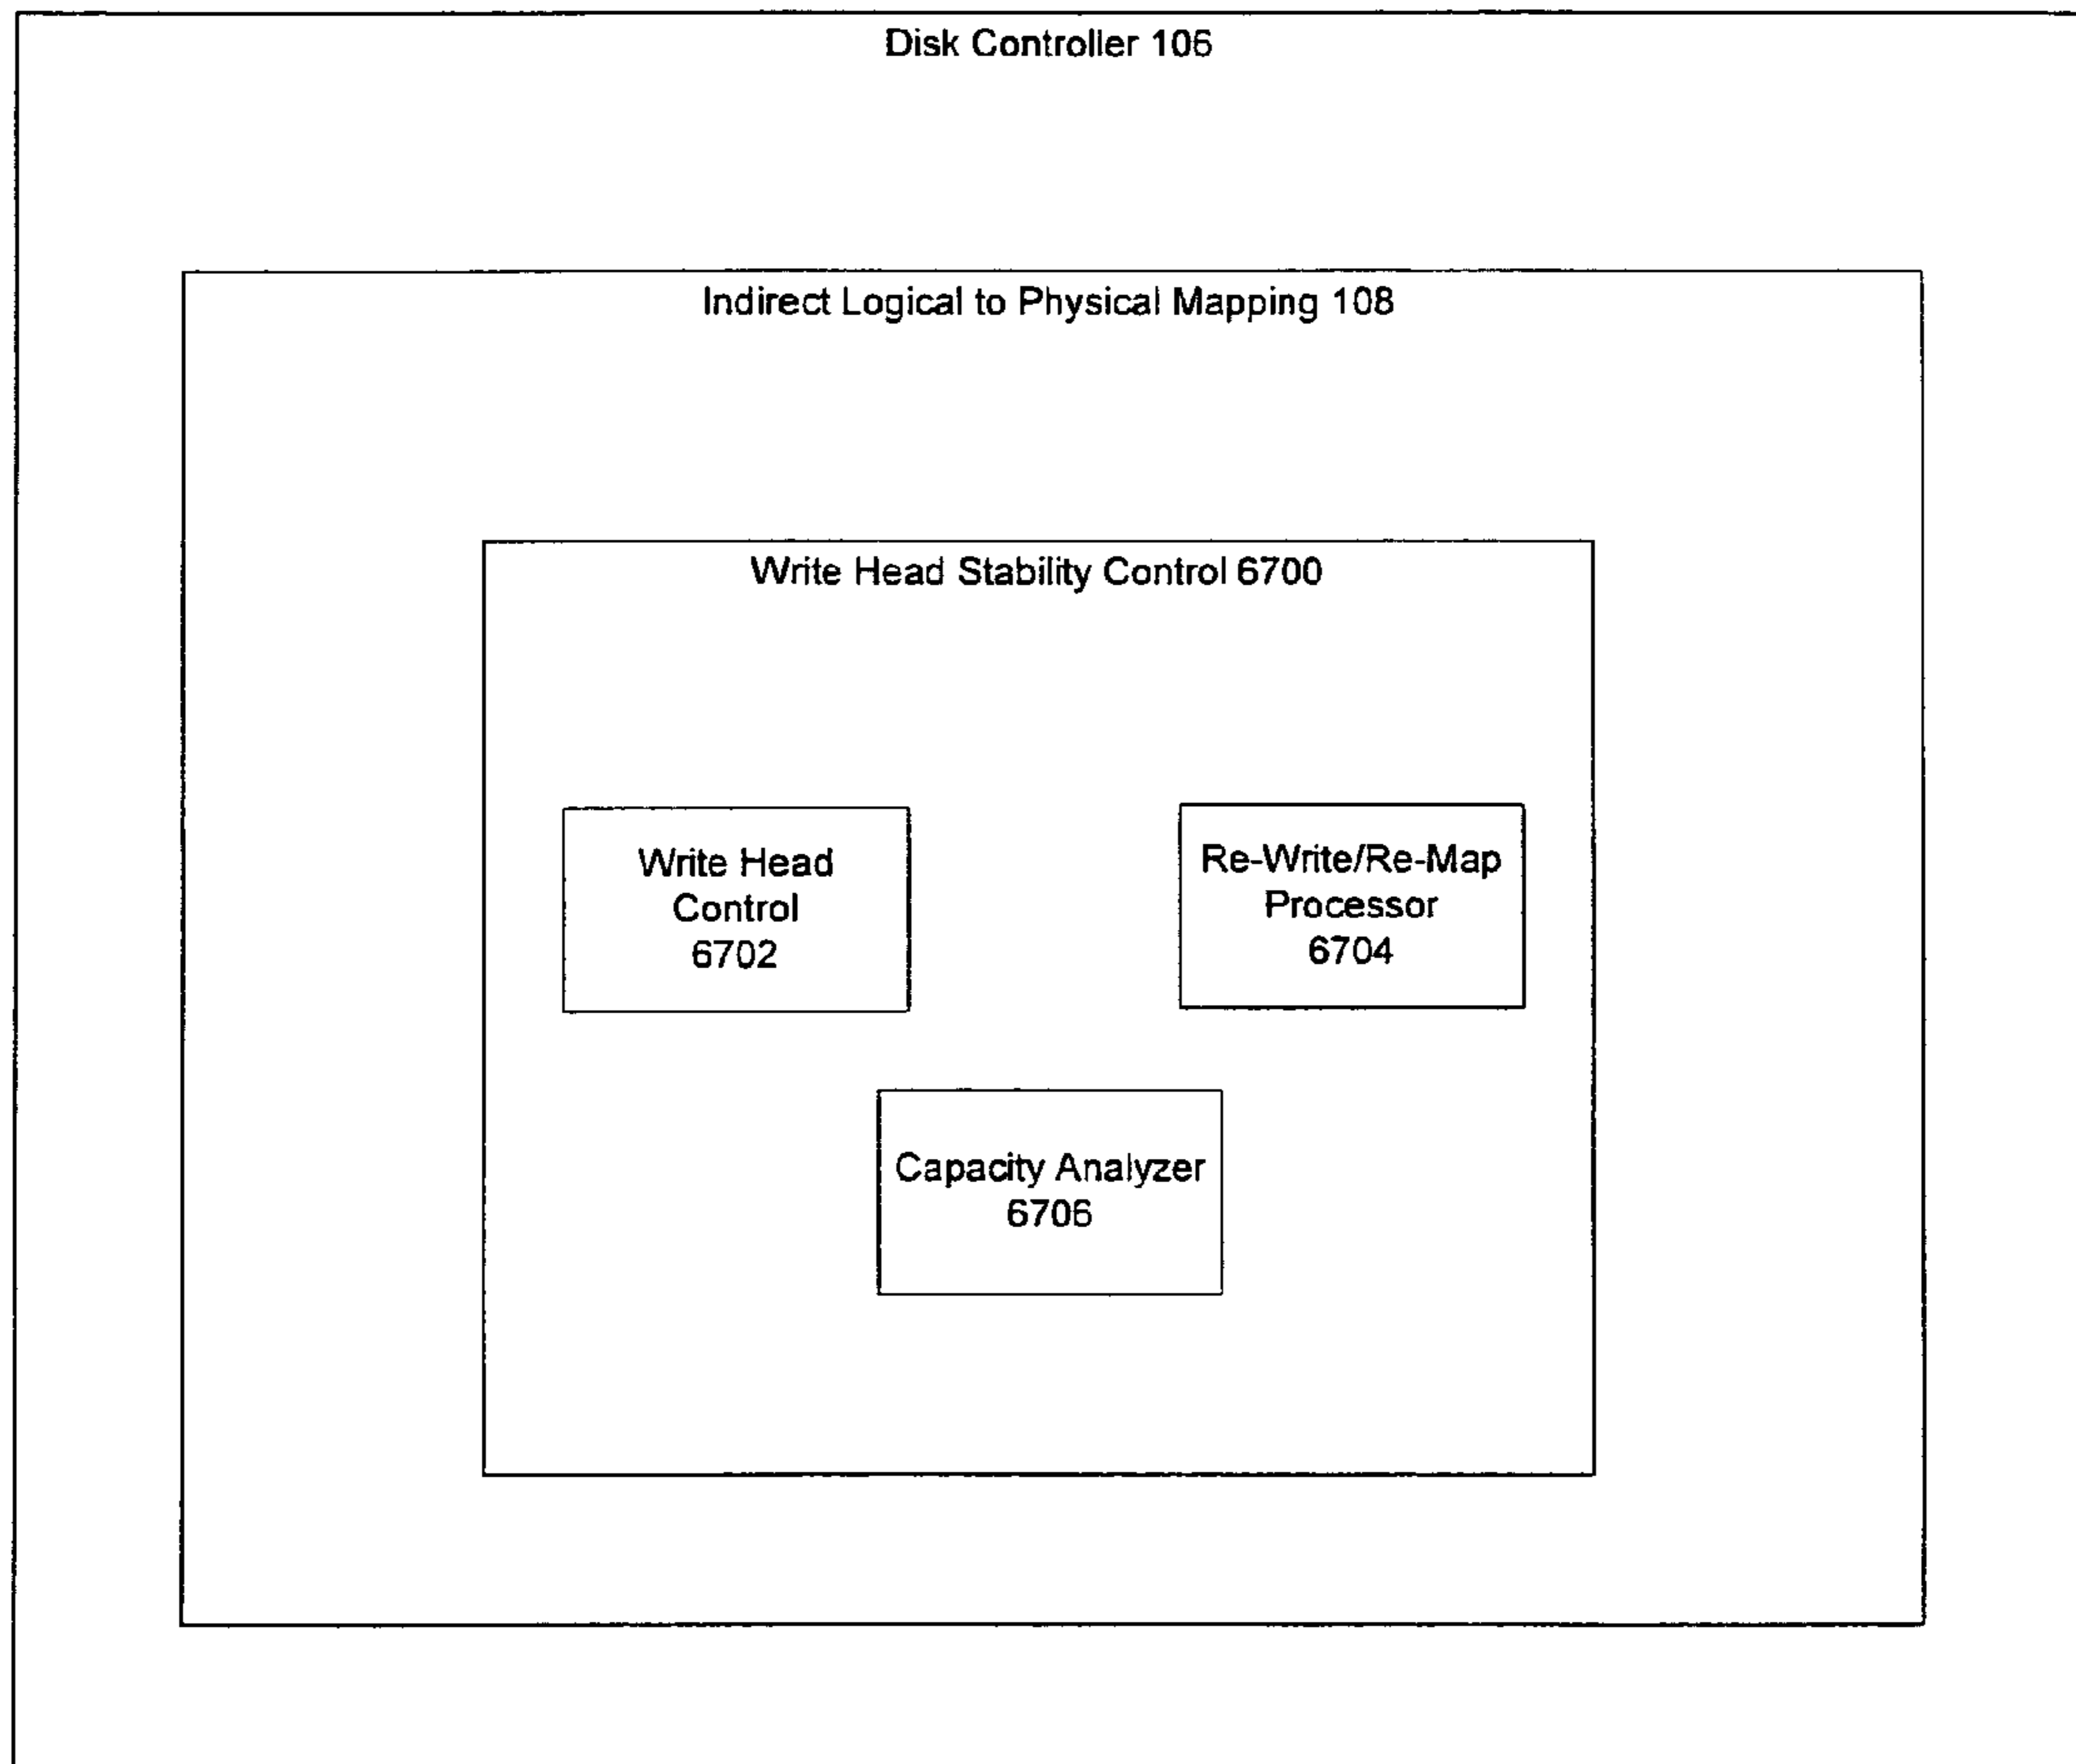 Disk Controller 106
Indirect Logical to Physical Mapping 108
Write Head Stability Control 6700
Write Head
Control
6702
Re-Write/Re-Map
Processor
6704
Capacity Analyzer
6706